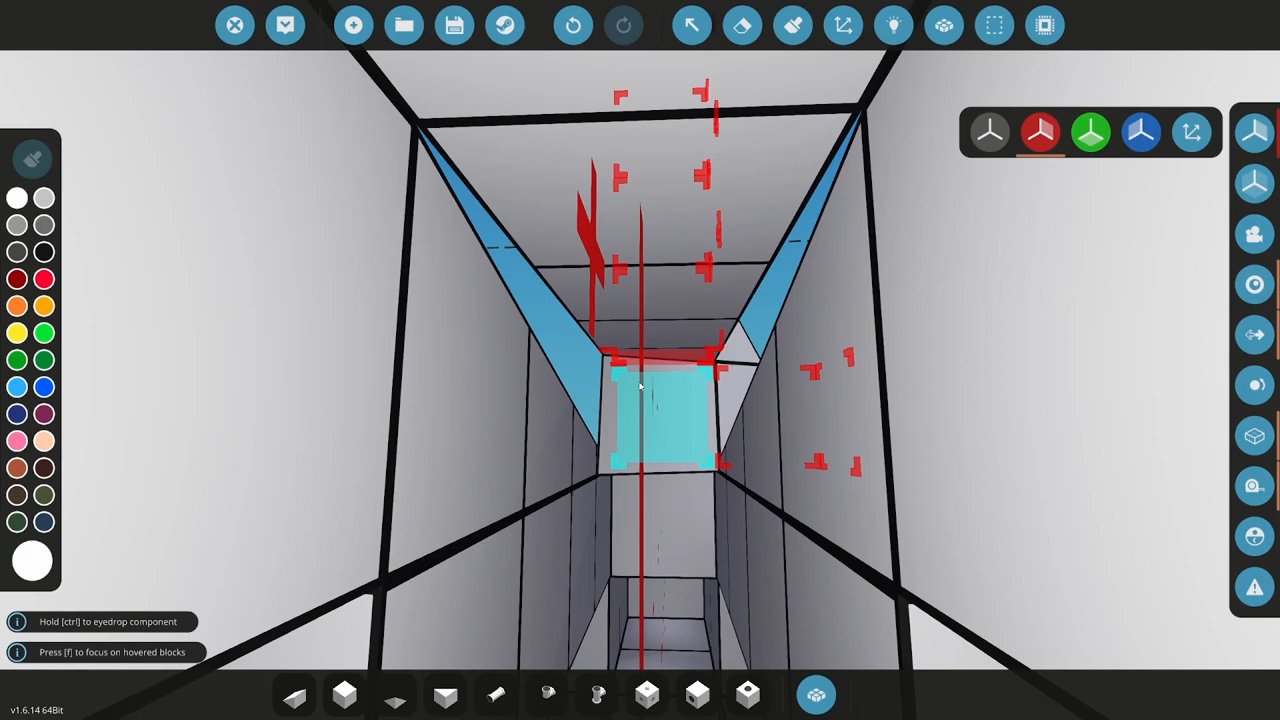 Hold [ctrl] to eyedrop component
Press [f] to focus on hovered blocks
v1.6.14 64Bit